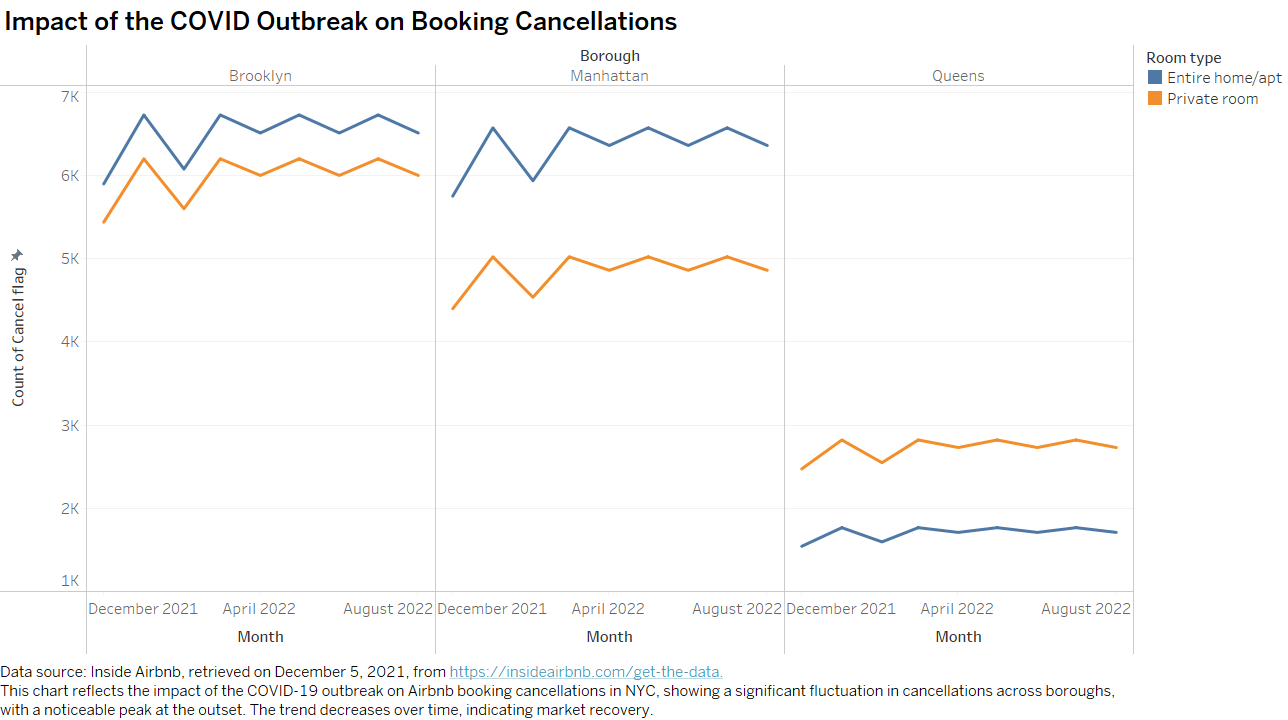 Impact of the COVID Outbreak on Booking Cancellations
Borough
Brooklyn
Manhattan
Queens
Room type
Entire home/apt
Private room
Count of Cancel flag
7K
6K
5K
4K
3K
2K
1K
December 2021
April 2022
August 2022
December 2021
April 2022
August 2022
December 2021
April 2022
August 2022
Month
Month
Month
Data source: Inside Airbnb, retrieved on December 5, 2021, from https://insideairbnb.com/get-the-data.
This chart reflects the impact of the COVID-19 outbreak on Airbnb booking cancellations in NYC, showing a significant fluctuation in cancellations across boroughs,
with a noticeable peak at the outset. The trend decreases over time, indicating market recovery.